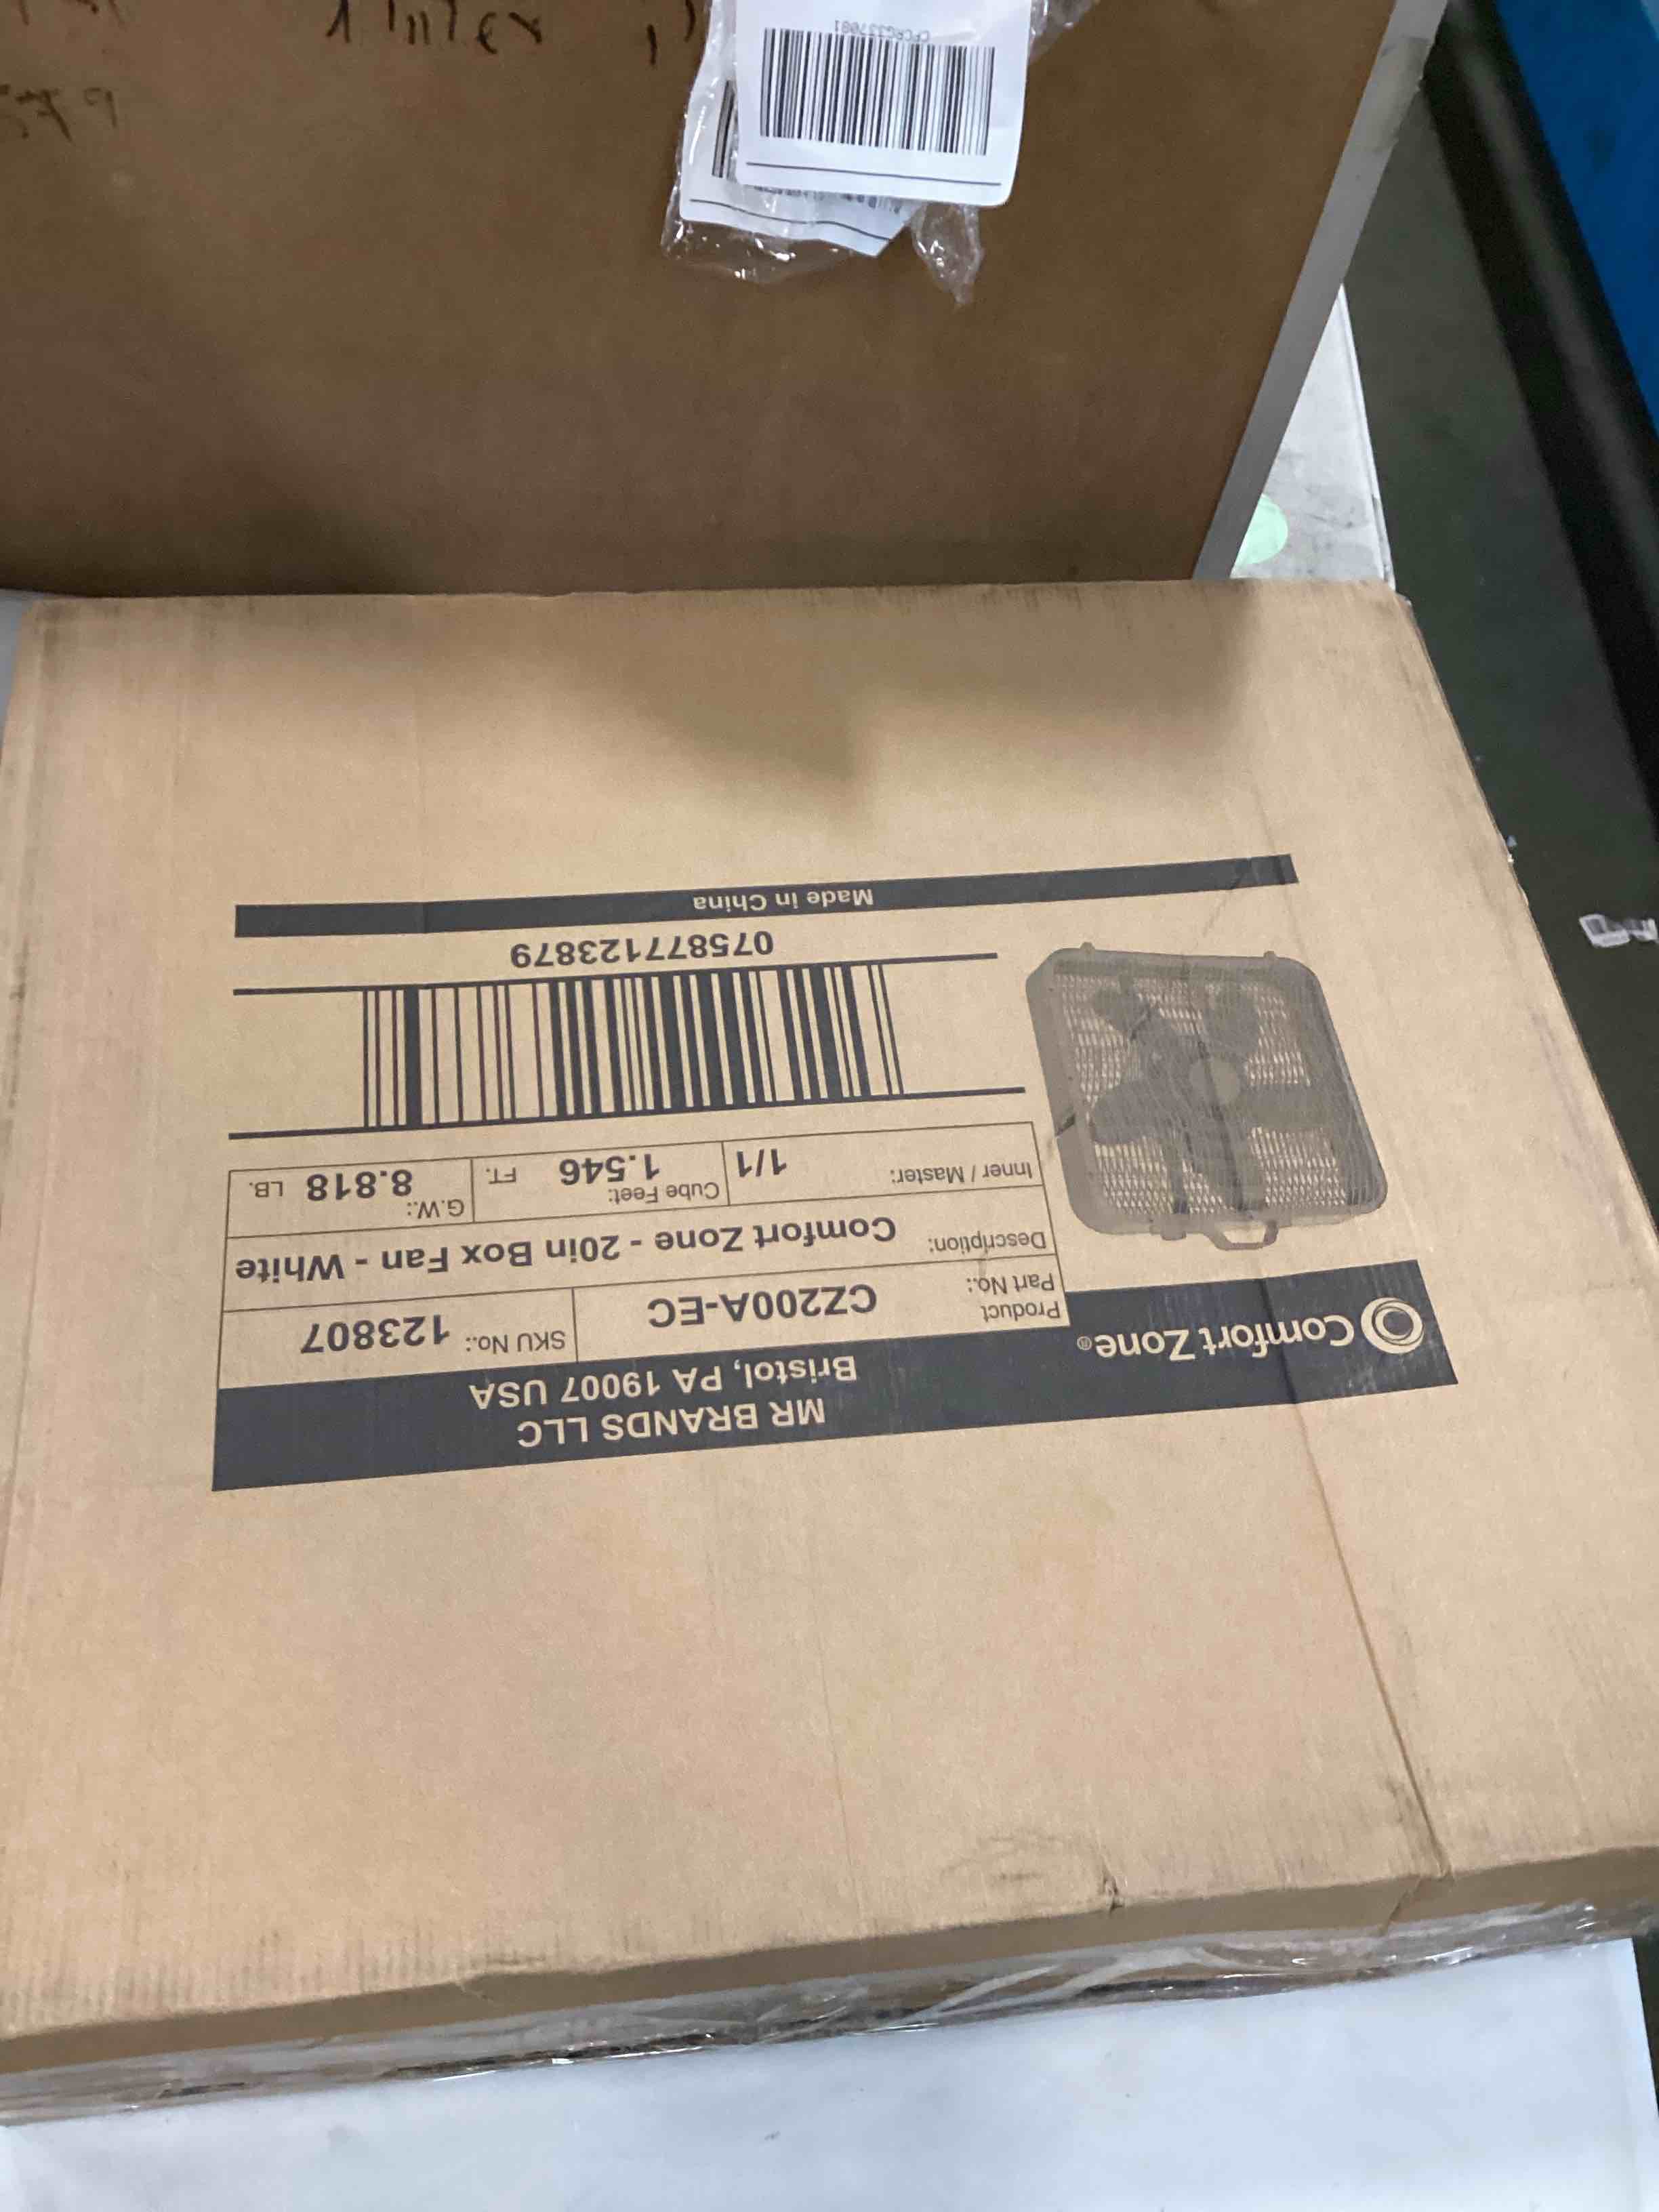 MR BRANDS LLC
Bristol, PA 19007 USA
Comfort Zone®
Product
Part No.: CZ200A-EC
SKU No.: 123807
Description: Comfort Zone - 20in Box Fan - White
Inner / Master: 1/1
Cube Feet: 1.546 FT.
G.W.: 8.818 LB.
075877123879
Made in China